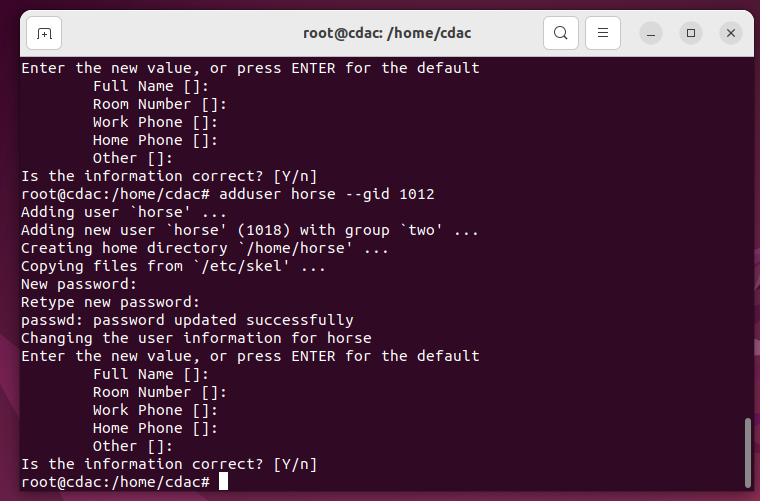 root@cdac: /home/cdac
Enter the new value, or press ENTER for the default
Full Name []:
Room Number []:
Work Phone []:
Home Phone []:
Other []:
Is the information correct? [Y/n]
root@cdac:/home/cdac# adduser horse --gid 1012
Adding user `horse' ...
Adding new user `horse' (1018) with group `two' ...
Creating home directory `/home/horse' ...
Copying files from `/etc/skel' ...
New password:
Retype new password:
passwd: password updated successfully
Changing the user information for horse
Enter the new value, or press ENTER for the default
Full Name []:
Room Number []:
Work Phone []:
Home Phone []:
Other []:
Is the information correct? [Y/n]
root@cdac:/home/cdac#